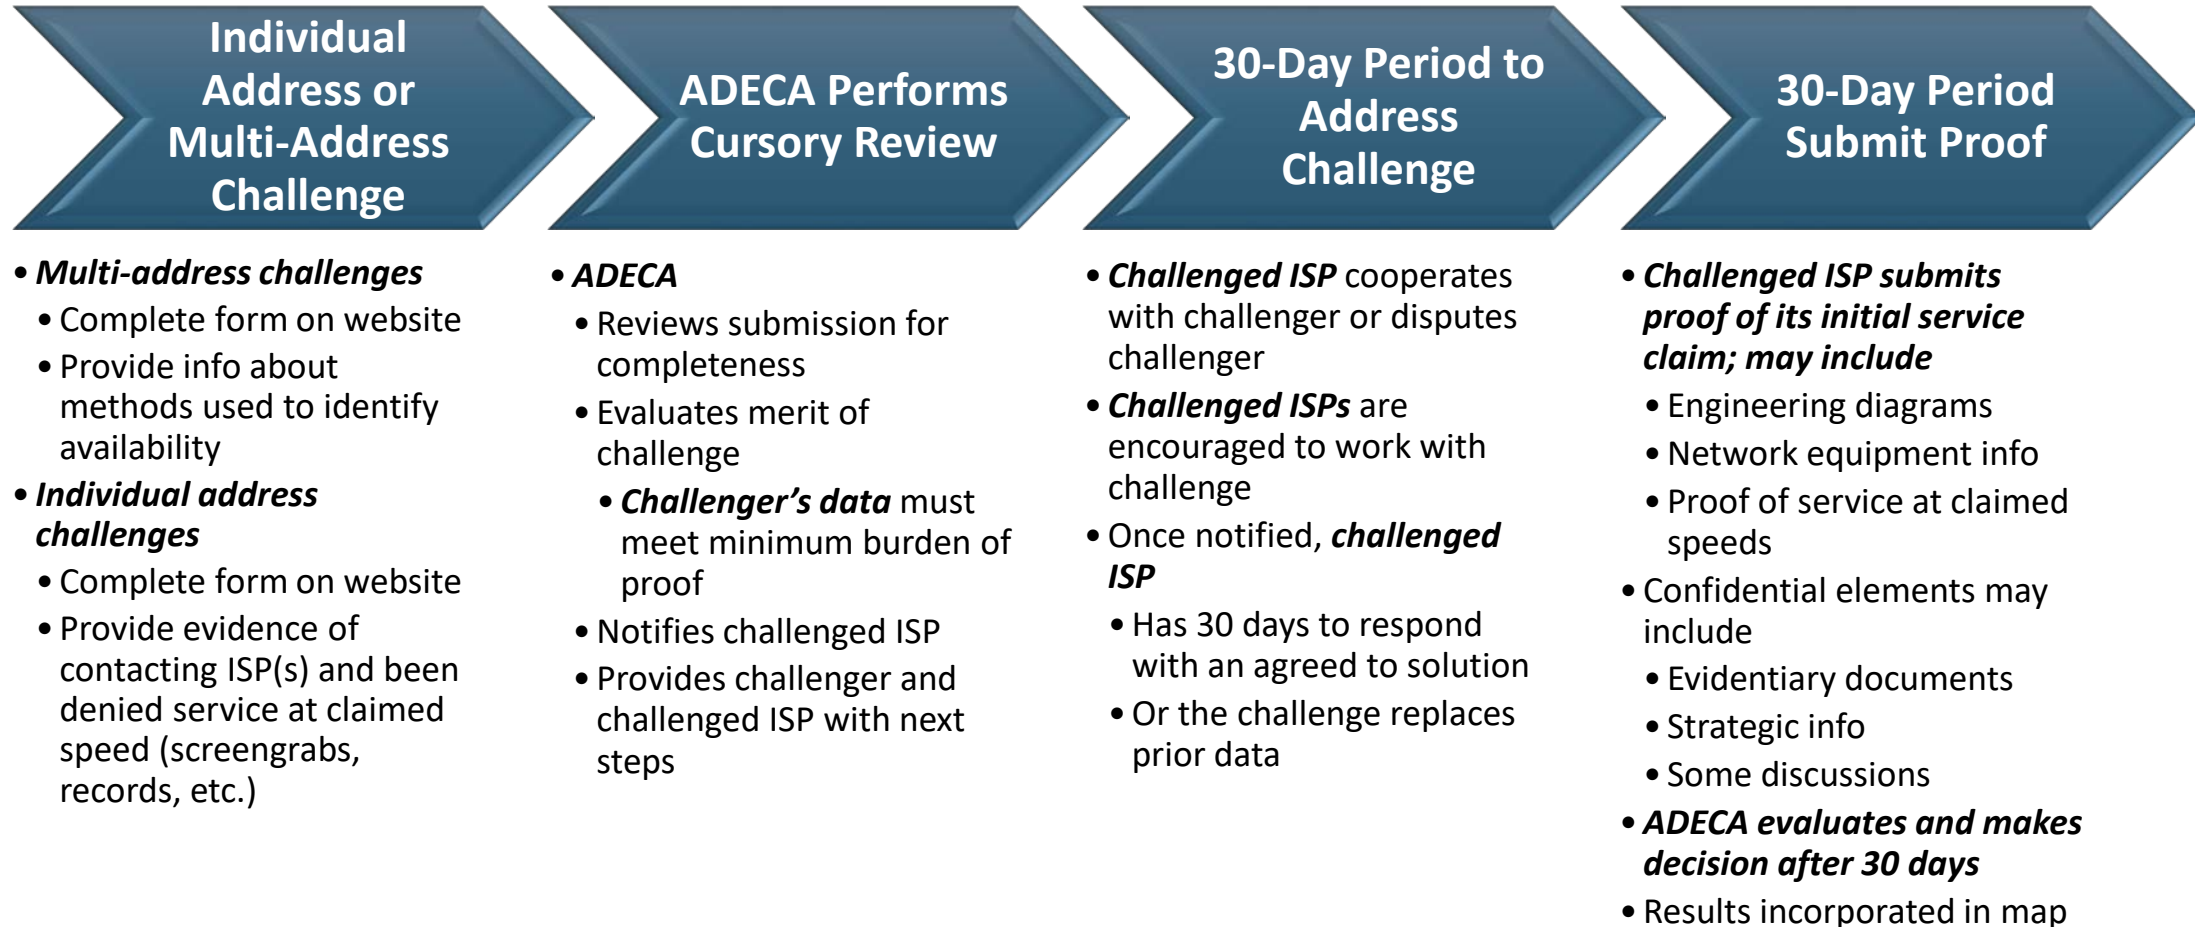 Individual
Address or
Multi-Address
Challenge
• Multi-address challenges
• Complete form on website
• Provide info about
methods used to identify
availability
• Individual address
challenges
• Complete form on website
• Provide evidence of
contacting ISP(s) and been
denied service at claimed
speed (screengrabs,
records, etc.)
ADECA Performs
Cursory Review
• ADECA
• Reviews submission for
completeness
• Evaluates merit of
challenge
• Challenger’s data must
meet minimum burden of
proof
• Notifies challenged ISP
• Provides challenger and
challenged ISP with next
steps
30-Day Period to
Address
Challenge
• Challenged ISP cooperates
with challenger or disputes
challenger
• Challenged ISPs are
encouraged to work with
challenge
• Once notified, challenged
ISP
• Has 30 days to respond
with an agreed to solution
• Or the challenge replaces
prior data
30-Day Period
Submit Proof
• Challenged ISP submits
proof of its initial service
claim; may include
• Engineering diagrams
• Network equipment info
• Proof of service at claimed
speeds
• Confidential elements may
include
• Evidentiary documents
• Strategic info
• Some discussions
• ADECA evaluates and makes
decision after 30 days
• Results incorporated in map